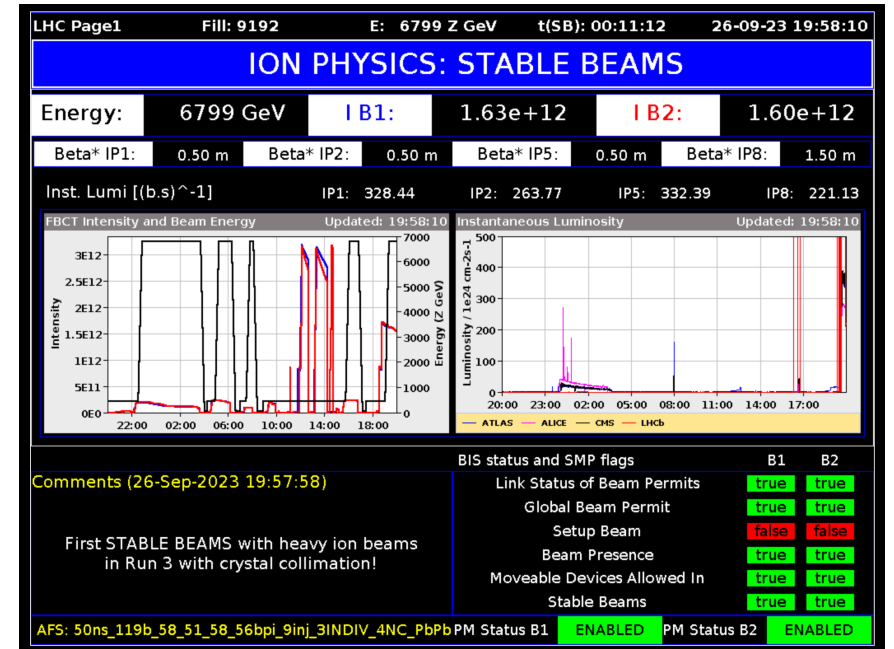 LHC Page1 Fill: 9192 E: 6799 Z GeV t(SB): 00:11:12 26-09-23 19:58:10
ION PHYSICS: STABLE BEAMS
Energy: 6799 GeV I B1: 1.63e+12 I B2: 1.60e+12
Beta* IP1: 0.50 m Beta* IP2: 0.50 m Beta* IP5: 0.50 m Beta* IP8: 1.50 m
Inst. Lumi [(b.s)^-1] IP1: 328.44 IP2: 263.77 IP5: 332.39 IP8: 221.13
FBCT Intensity and Beam Energy Updated: 19:58:10
3E12
2.5E12
2E12
1.5E12
1E12
5E11
0E0
Intensity
7000
6000
5000
4000
3000
2000
1000
0
Energy (Z GeV)
22:00 02:00 06:00 10:00 14:00 18:00
Instantaneous Luminosity Updated: 19:58:10
500
400
300
200
100
0
Luminosity / 1e24 cm-2s-1
20:00 23:00 02:00 05:00 08:00 11:00 14:00 17:00
ATLAS ALICE CMS LHCb
Comments (26-Sep-2023 19:57:58)
First STABLE BEAMS with heavy ion beams
in Run 3 with crystal collimation!
BIS status and SMP flags B1 B2
Link Status of Beam Permits true true
Global Beam Permit true true
Setup Beam false false
Beam Presence true true
Moveable Devices Allowed In true true
Stable Beams true true
AFS: 50ns_119b_58_51_58_56bpi_9inj_3INDIV_4NC_PbPb PM Status B1 ENABLED PM Status B2 ENABLED